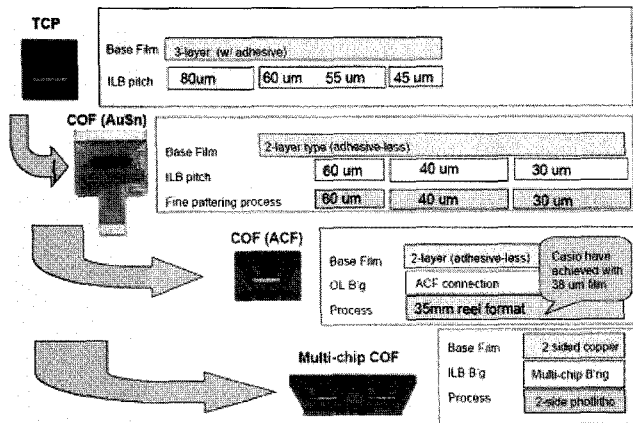 TCP
Base Film 3-layer (w/ adhesive)
ILB pitch 80um 60 um 55 um 45 um
COF (AuSn)
Base Film 2-layer type (adhesive-less)
ILB pitch 60 um 40 um 30 um
Fine pattering process 60 um 40 um 30 um
COF (ACF)
Base Film 2-layer (adhesive-less)
OL B'g ACF connection
Process 35mm reel format
Casio have
achieved with
38 um film
Multi-chip COF
Base Film 2 sided copper
ILB B'g Multi-chip B'ng
Process 2-side photlitho